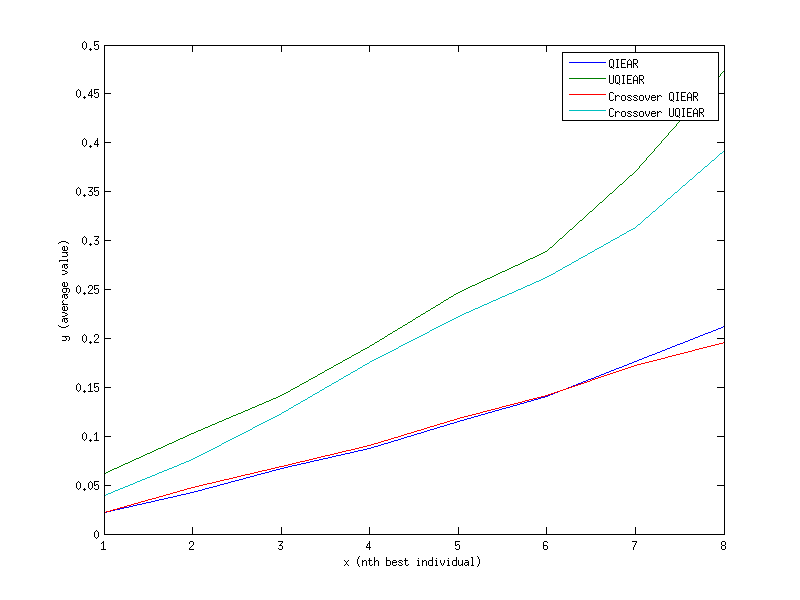 0.5
0.45
0.4
0.35
0.3
0.25
0.2
0.15
0.1
0.05
0
y (average value)
QIEAR
UQIEAR
Crossover QIEAR
Crossover UQIEAR
1 2 3 4 5 6 7 8
x (nth best individual)